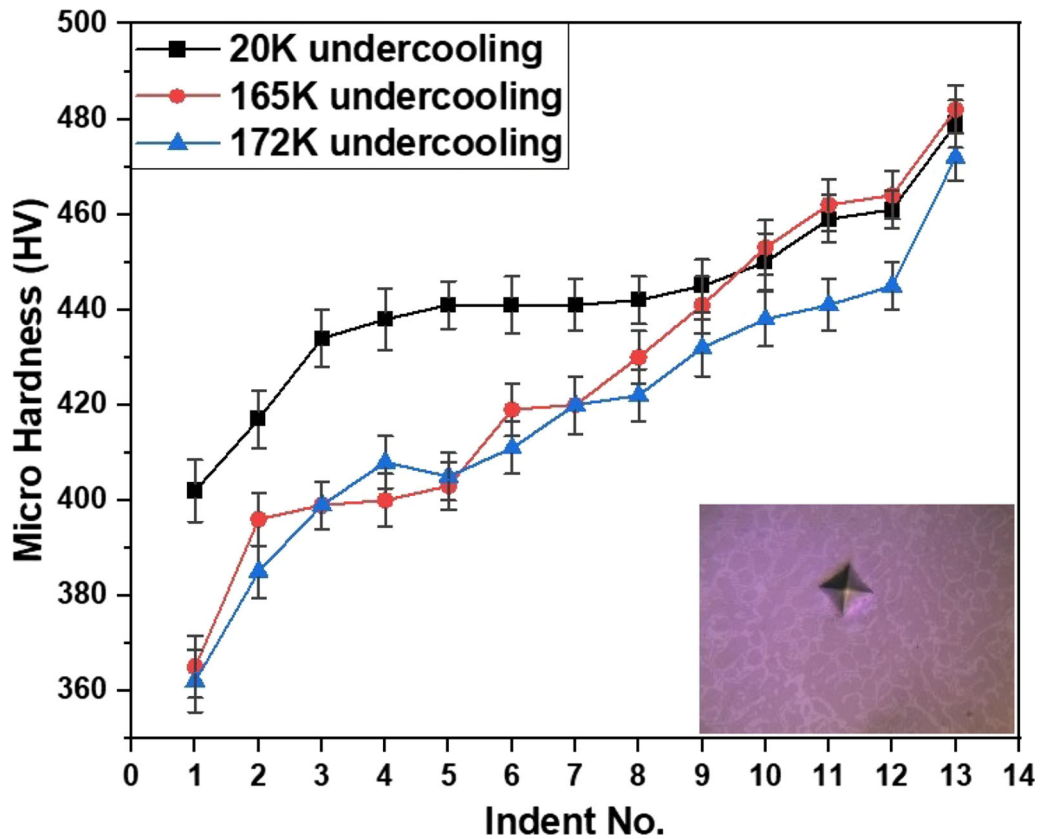 500
480
460
440
420
400
380
360
Micro Hardness (HV)
20K undercooling
165K undercooling
172K undercooling
0 1 2 3 4 5 6 7 8 9 10 11 12 13 14
Indent No.